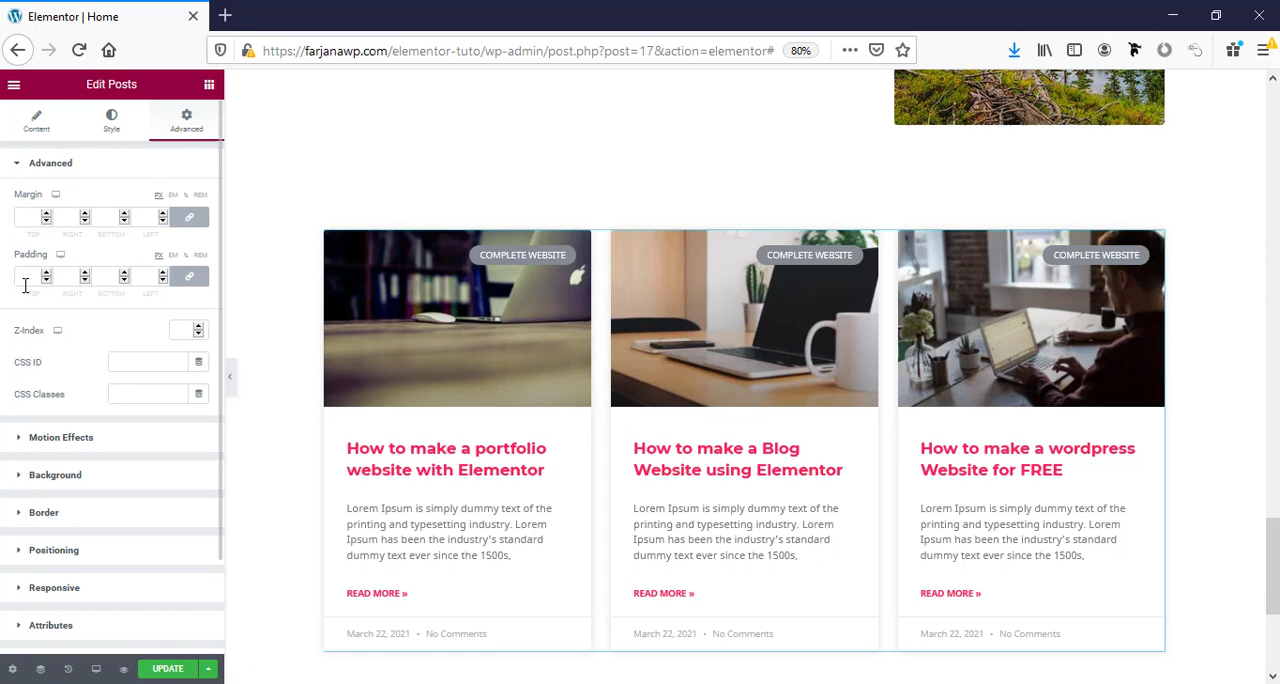 Elementor | Home
https://farjanawp.com/elementor-tuto/wp-admin/post.php?post=17&action=elementor#
80%
Edit Posts
Content
Style
Advanced
Advanced
Margin
PX EM % REM
TOP RIGHT BOTTOM LEFT
Padding
PX EM % REM
TOP RIGHT BOTTOM LEFT
Z-Index
CSS ID
CSS Classes
Motion Effects
Background
Border
Positioning
Responsive
Attributes
UPDATE
COMPLETE WEBSITE
How to make a portfolio
website with Elementor
Lorem Ipsum is simply dummy text of the
printing and typesetting industry. Lorem
Ipsum has been the industry's standard
dummy text ever since the 1500s,
READ MORE »
March 22, 2021 • No Comments
COMPLETE WEBSITE
How to make a Blog
Website using Elementor
Lorem Ipsum is simply dummy text of the
printing and typesetting industry. Lorem
Ipsum has been the industry's standard
dummy text ever since the 1500s,
READ MORE »
March 22, 2021 • No Comments
COMPLETE WEBSITE
How to make a wordpress
Website for FREE
Lorem Ipsum is simply dummy text of the
printing and typesetting industry. Lorem
Ipsum has been the industry's standard
dummy text ever since the 1500s,
READ MORE »
March 22, 2021 • No Comments